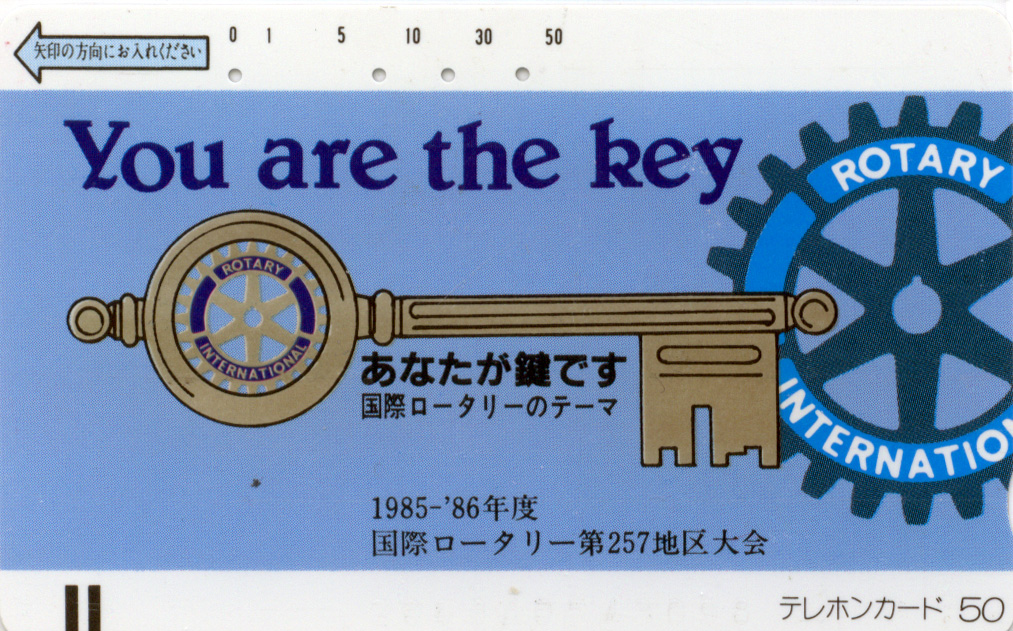 矢印の方向にお入れください
0 1 5 10 30 50
You are the key
ROTARY
INTERNATIONAL
ROTARY
INTERNATIO
あなたが鍵です
国際ロータリーのテーマ
1985-'86年度
国際ロータリー第257地区大会
テレホンカード 50